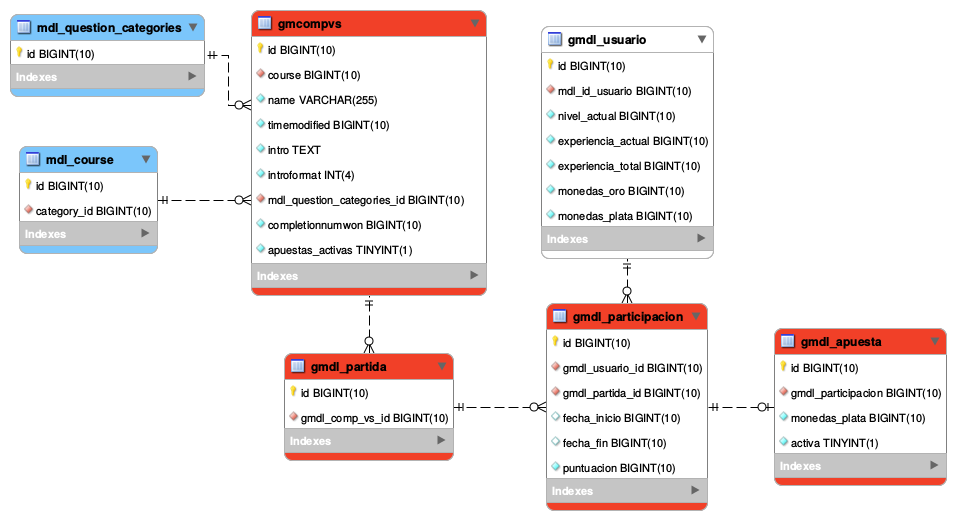 mdl_question_categories
id BIGINT(10)
Indexes
mdl_course
id BIGINT(10)
category_id BIGINT(10)
Indexes
gmcompvs
id BIGINT(10)
course BIGINT(10)
name VARCHAR(255)
timemodified BIGINT(10)
intro TEXT
introformat INT(4)
mdl_question_categories_id BIGINT(10)
completionnumwon BIGINT(10)
apuestas_activas TINYINT(1)
Indexes
gmdl_usuario
id BIGINT(10)
mdl_id_usuario BIGINT(10)
nivel_actual BIGINT(10)
experiencia_actual BIGINT(10)
experiencia_total BIGINT(10)
monedas_oro BIGINT(10)
monedas_plata BIGINT(10)
Indexes
gmdl_partida
id BIGINT(10)
gmdl_comp_vs_id BIGINT(10)
Indexes
gmdl_participacion
id BIGINT(10)
gmdl_usuario_id BIGINT(10)
gmdl_partida_id BIGINT(10)
fecha_inicio BIGINT(10)
fecha_fin BIGINT(10)
puntuacion BIGINT(10)
Indexes
gmdl_apuesta
id BIGINT(10)
gmdl_participacion BIGINT(10)
monedas_plata BIGINT(10)
activa TINYINT(1)
Indexes